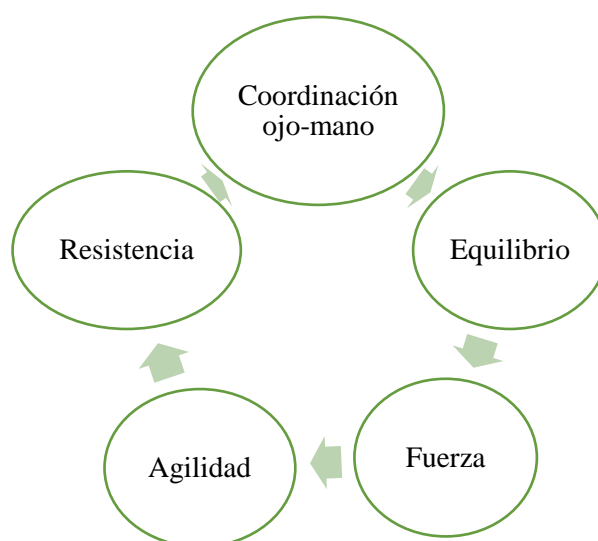 Coordinación
ojo-mano
Equilibrio
Fuerza
Agilidad
Resistencia